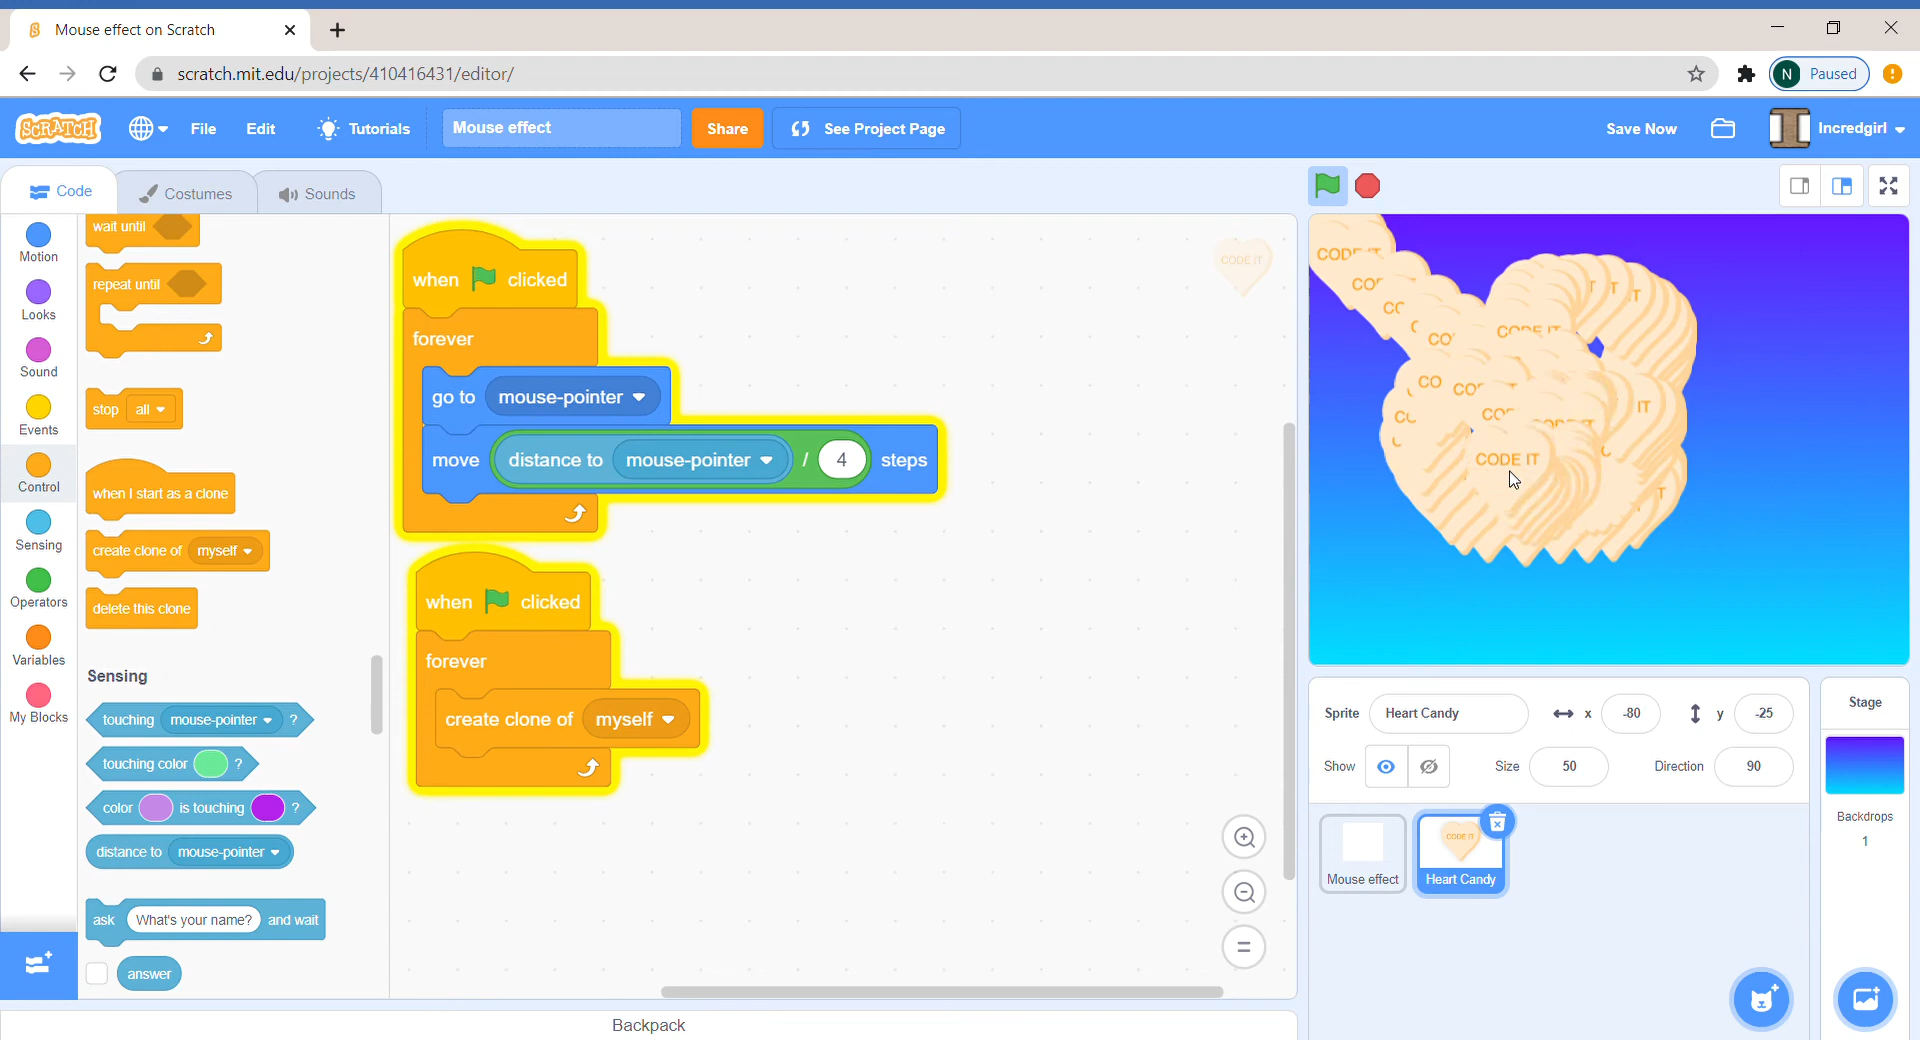 Mouse effect on Scratch
scratch.mit.edu/projects/410416431/editor/
N Paused
SCRATCH
File
Edit
Tutorials
Mouse effect
Share
See Project Page
Save Now
Incredgirl
Code
Costumes
Sounds
Motion
Looks
Sound
Events
Control
Sensing
Operators
Variables
My Blocks
wait until
repeat until
stop all
when I start as a clone
create clone of myself
delete this clone
Sensing
touching mouse-pointer ?
touching color ?
color is touching ?
distance to mouse-pointer
ask What's your name? and wait
answer
when clicked
forever
go to mouse-pointer
move distance to mouse-pointer / 4 steps
when clicked
forever
create clone of myself
CODE IT
Backpack
CODE IT
CODE IT
Sprite Heart Candy x -80 y -25
Show Size 50 Direction 90
Mouse effect
CODE IT
Heart Candy
Stage
Backdrops
1